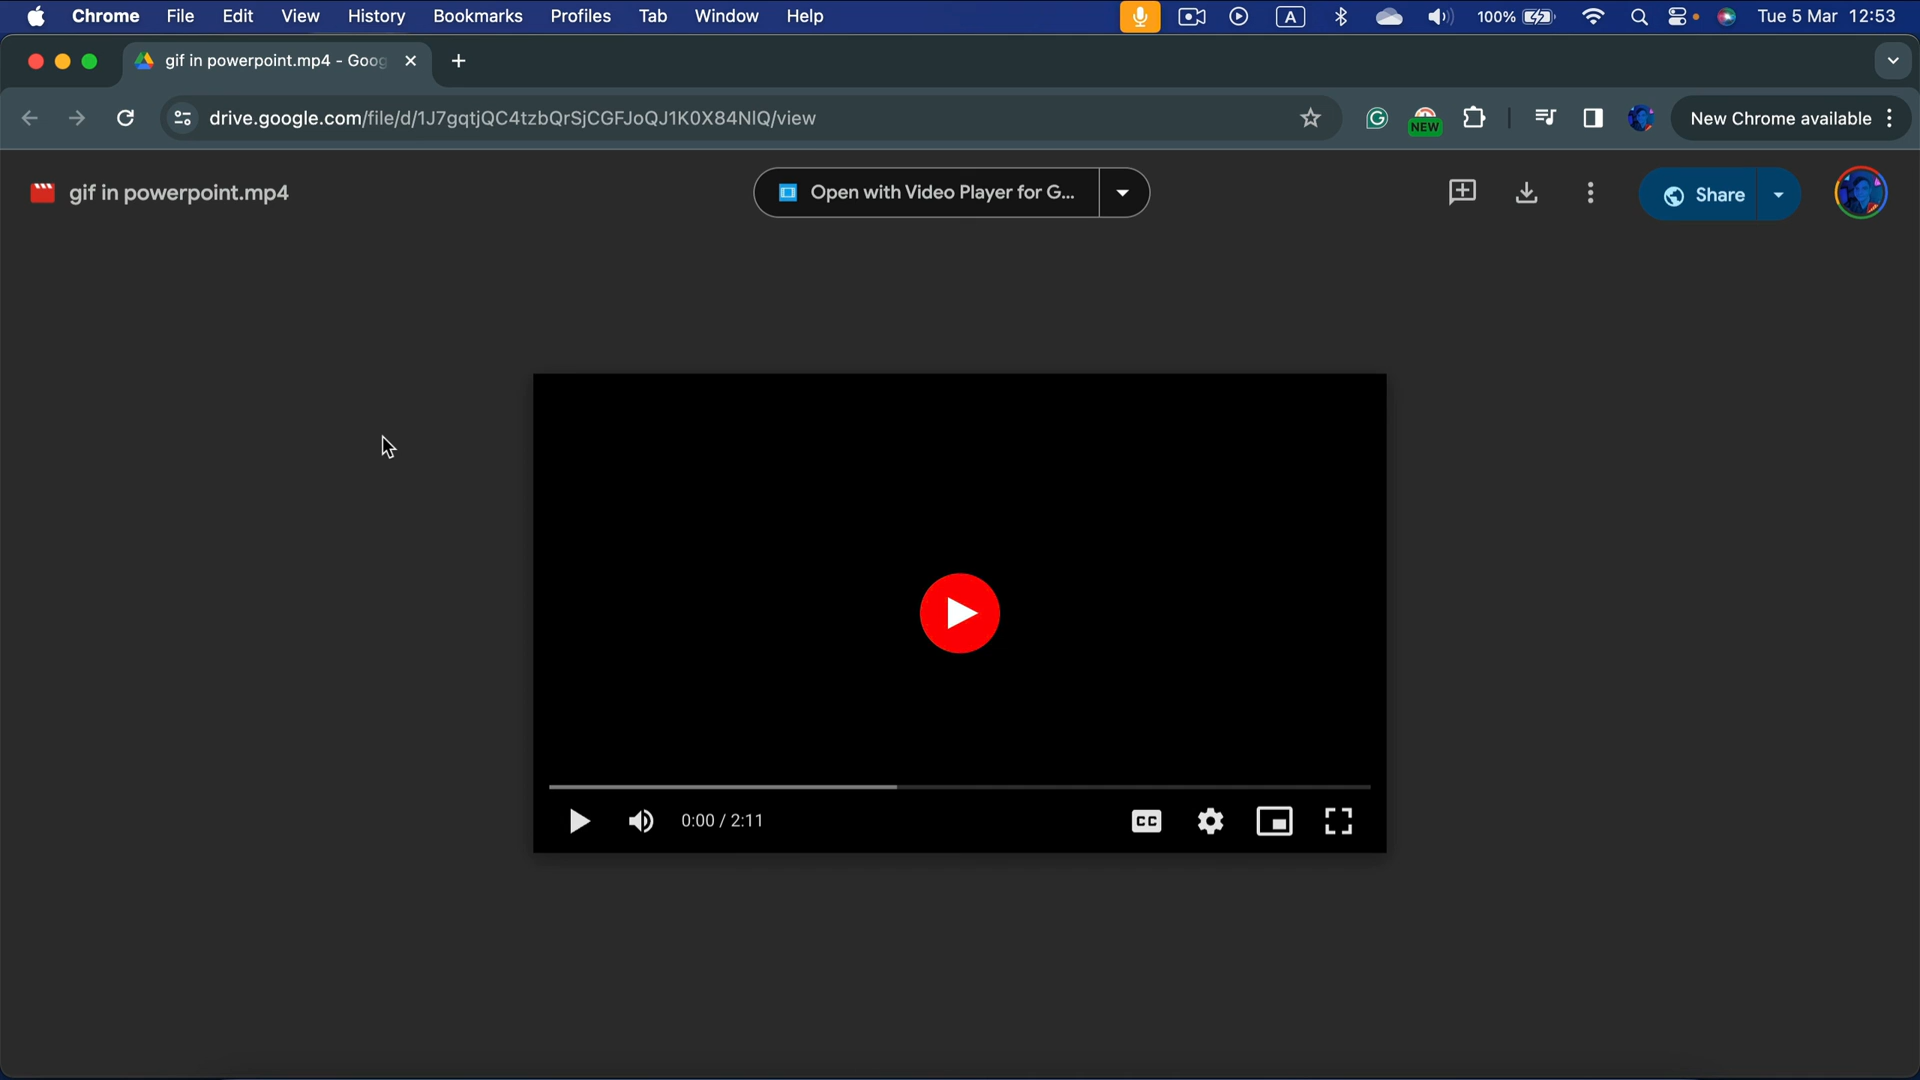 Chrome File Edit View History Bookmarks Profiles Tab Window Help A 100% Tue 5 Mar 12:53
gif in powerpoint.mp4 - Goog
drive.google.com/file/d/1J7gqtjQC4tzbQrSjCGFJoQJ1K0X84NIQ/view NEW New Chrome available
gif in powerpoint.mp4 Open with Video Player for G... Share
0:00 / 2:11 CC